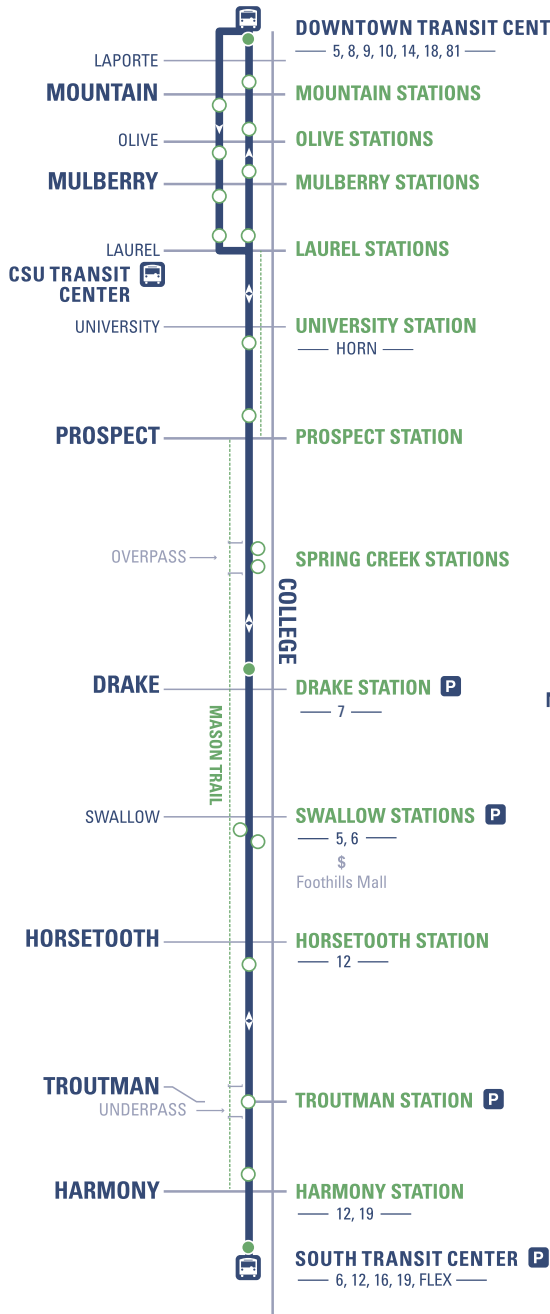 DOWNTOWN TRANSIT CENT
5, 8, 9, 10, 14, 18, 81
LAPORTE
MOUNTAIN
MOUNTAIN STATIONS
OLIVE
OLIVE STATIONS
MULBERRY
MULBERRY STATIONS
LAUREL
LAUREL STATIONS
CSU TRANSIT
CENTER
UNIVERSITY
UNIVERSITY STATION
HORN
PROSPECT
PROSPECT STATION
OVERPASS
SPRING CREEK STATIONS
COLLEGE
DRAKE
DRAKE STATION P
7
MASON TRAIL
SWALLOW
SWALLOW STATIONS P
5, 6
$
Foothills Mall
HORSETOOTH
HORSETOOTH STATION
12
TROUTMAN
UNDERPASS
TROUTMAN STATION P
HARMONY
HARMONY STATION
12, 19
SOUTH TRANSIT CENTER P
6, 12, 16, 19, FLEX